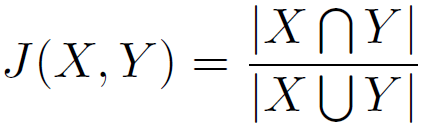 J(X, Y) = |X ⋂ Y| / |X ⋃ Y|